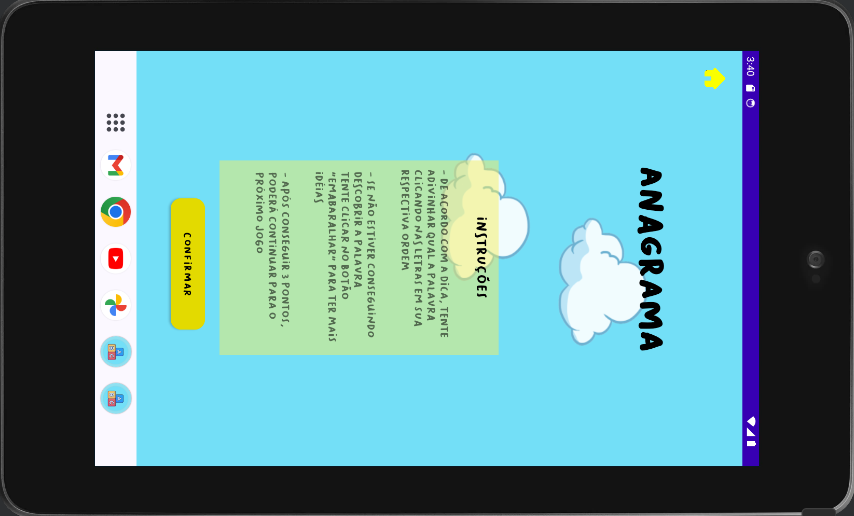 3:40
ANAGRAMA
INSTRUÇÕES
- DE ACORDO COM A DICA, TENTE
ADIVINHAR QUAL A PALAVRA
CLICANDO NAS LETRAS EM SUA
RESPECTIVA ORDEM
- SE NÃO ESTIVER CONSEGUINDO
DESCOBRIR A PALAVRA
TENTE CLICAR NO BOTÃO
"EMABARALHAR" PARA TER MAIS
IDÉIAS
- APÓS CONSEGUIR 3 PONTOS,
PODERÁ CONTINUAR PARA O
PRÓXIMO JOGO
CONFIRMAR